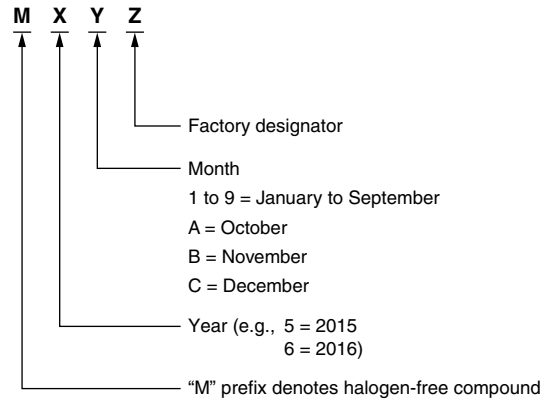 M X Y Z
Factory designator
Month
1 to 9 = January to September
A = October
B = November
C = December
Year (e.g., 5 = 2015
6 = 2016)
“M” prefix denotes halogen-free compound